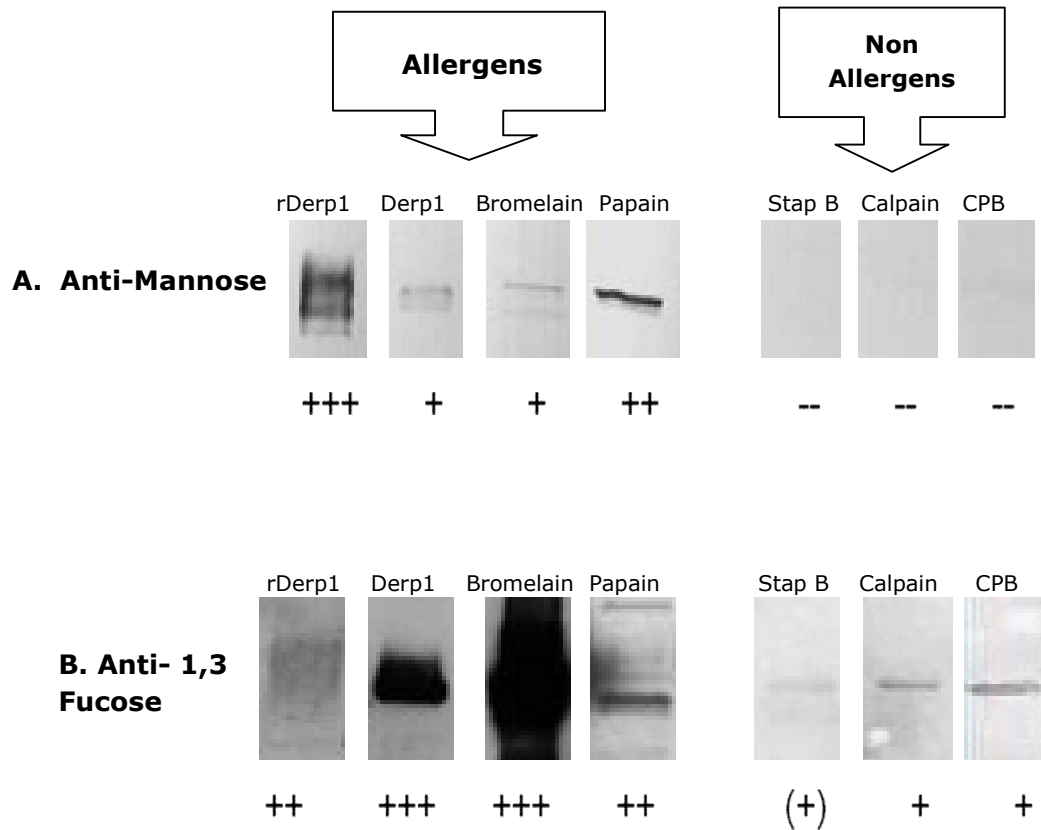 Allergens
Non
Allergens
rDerp1 Derp1 Bromelain Papain Stap B Calpain CPB
A. Anti-Mannose
+++ + + ++ -- -- --
rDerp1 Derp1 Bromelain Papain Stap B Calpain CPB
B. Anti- 1,3
Fucose
++ +++ +++ ++ (+) + +